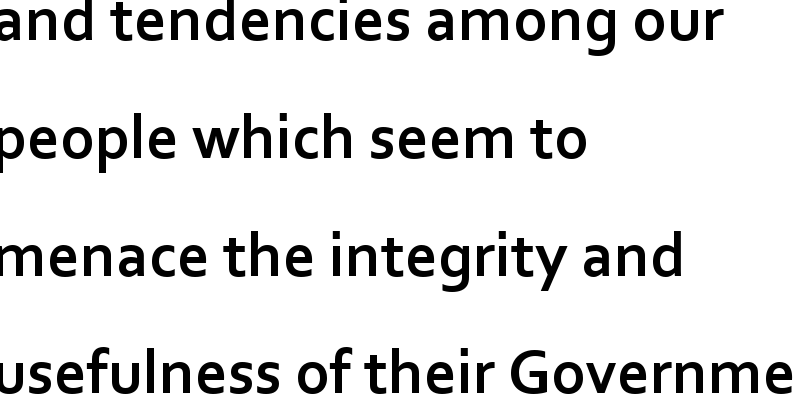 and tendencies among our
people which seem to
menace the integrity and
usefulness of their Governme